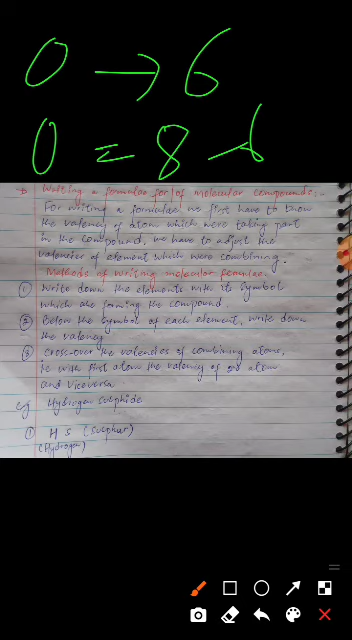 O → 6
O = 8 - 6
→ Writing a formulae for/of molecular compounds:-
For writing a formulae we first have to know
the valency of atom which were taking part
in the compound, we have to adjust the
valencies of element which were combining.
Methods of writing molecular formulae.
① Write down the elements with its symbol
which are forming the compound.
② Below the symbol of each element, write down
the valency
③ Cross-over the valencies of combining atoms,
ie with first atom the valency of atom
and viceversa.
eg Hydrogen sulphide
① H S (Sulphur)
(Hydrogen)